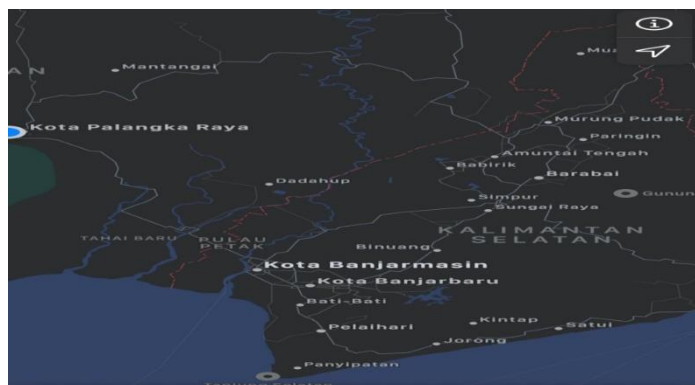 Mantangai
Kota Palangka Raya
Murung Pudak
Paringin
Amuntai Tengah
Babirik
Barabai
Dadahup
Simpur
Sungai Raya
KALIMANTAN
SELATAN
TAHAI BARU
PULAU
PETAK
Binuang
Kota Banjarmasin
Kota Banjarbaru
Bati-Bati
Pelaihari
Kintap
Satui
Jorong
Panyipatan